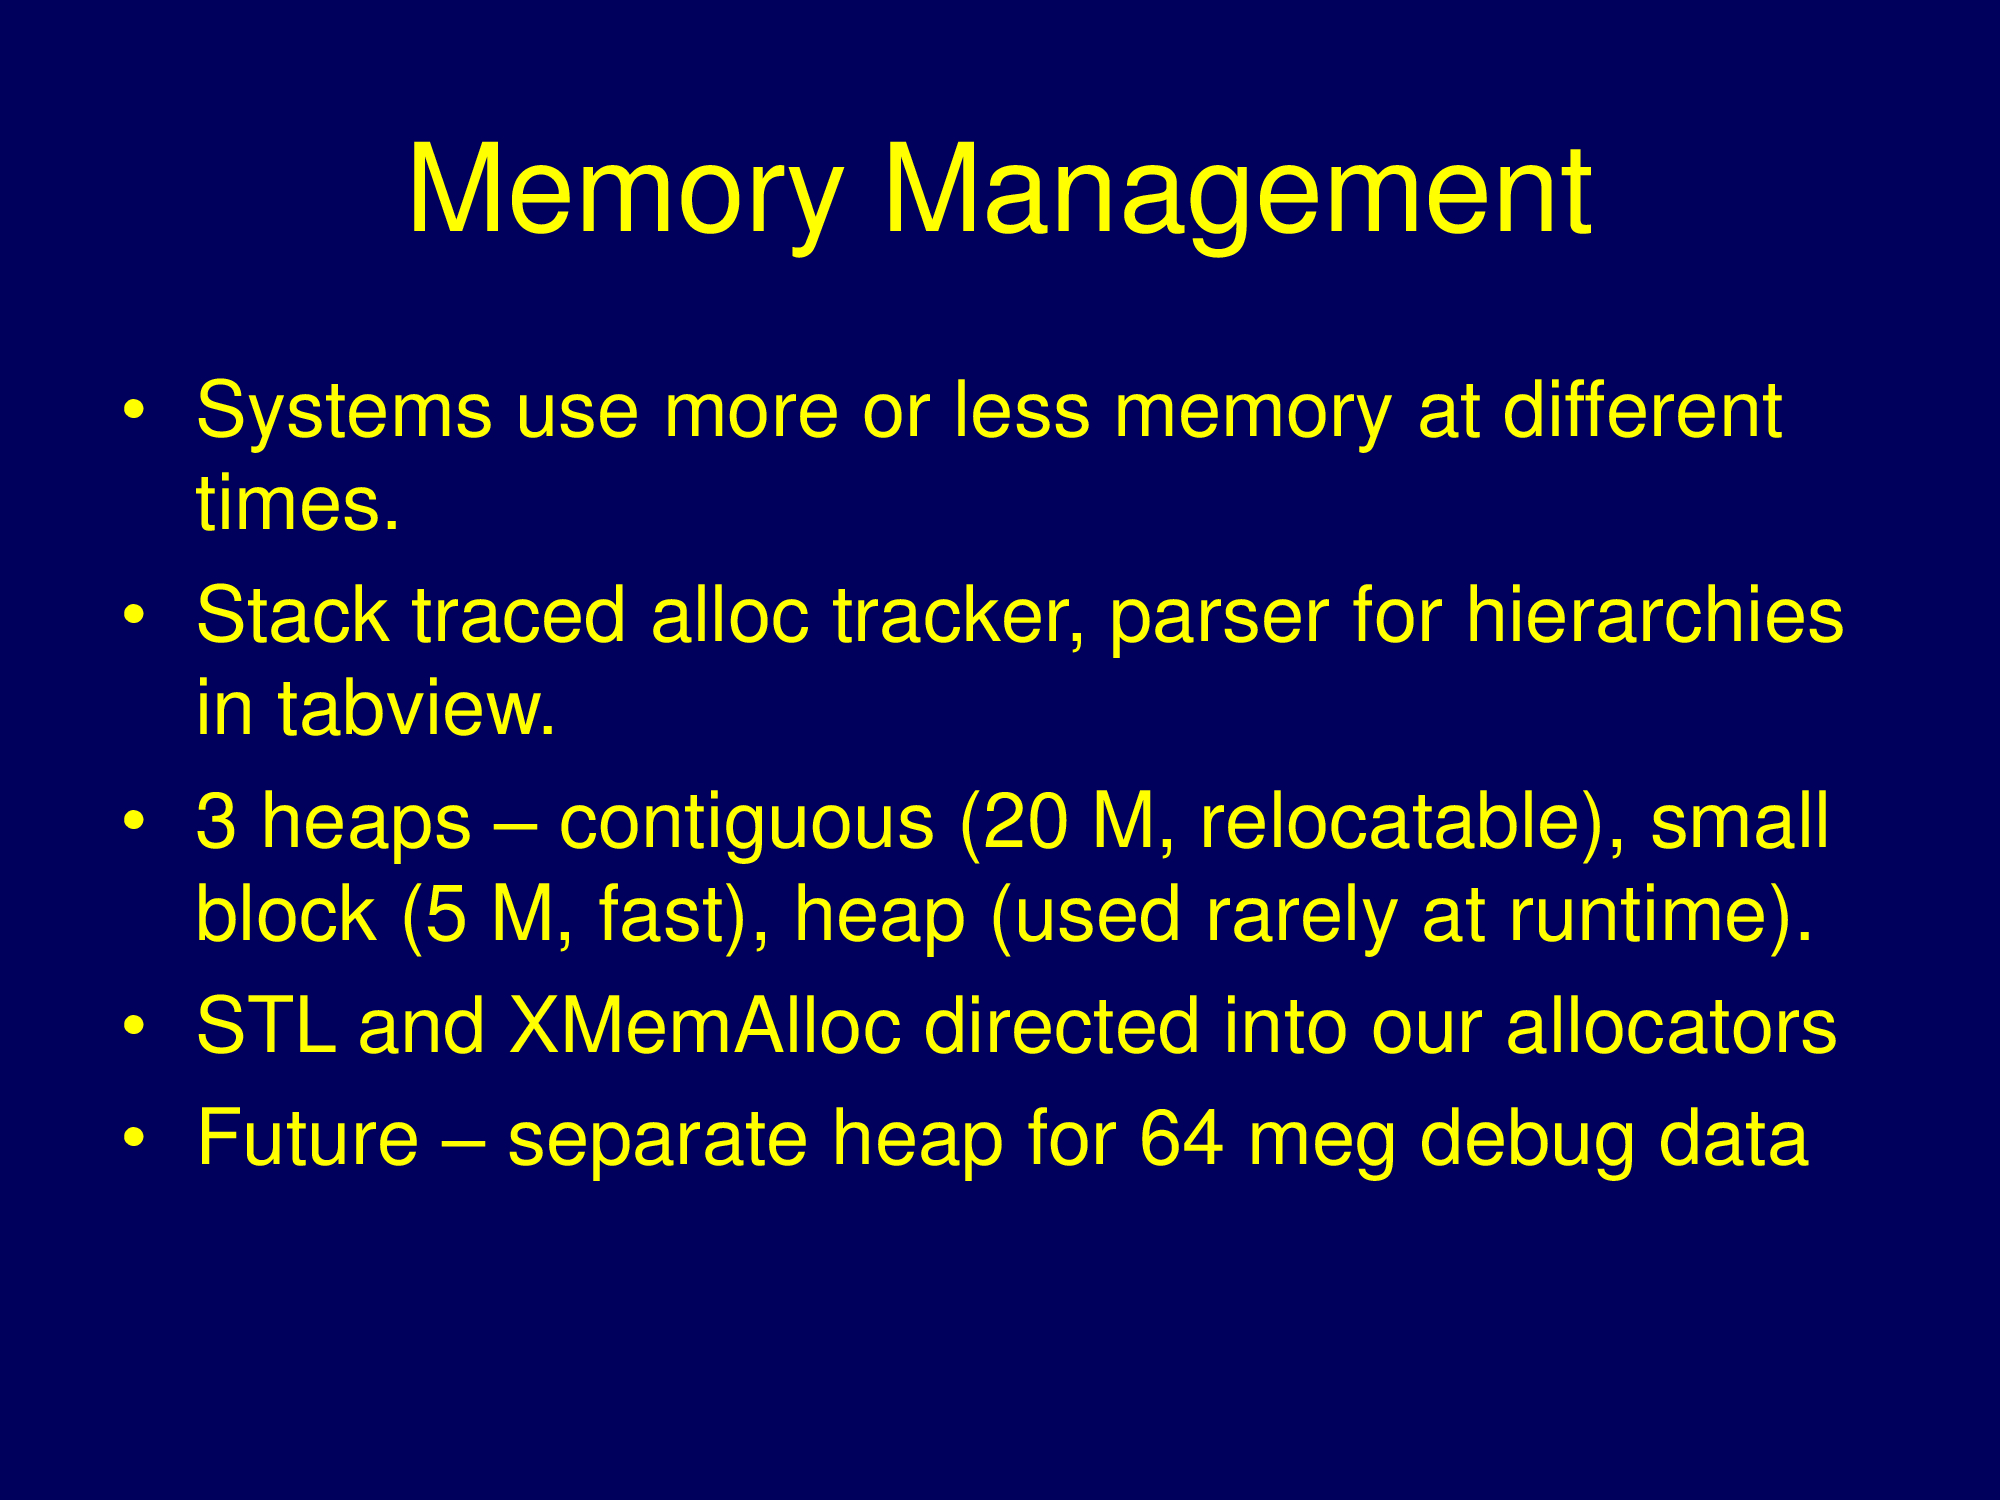 Memory Management
• Systems use more or less memory at different
times.
• Stack traced alloc tracker, parser for hierarchies
in tabview.
• 3 heaps – contiguous (20 M, relocatable), small
block (5 M, fast), heap (used rarely at runtime).
• STL and XMemAlloc directed into our allocators
• Future – separate heap for 64 meg debug data